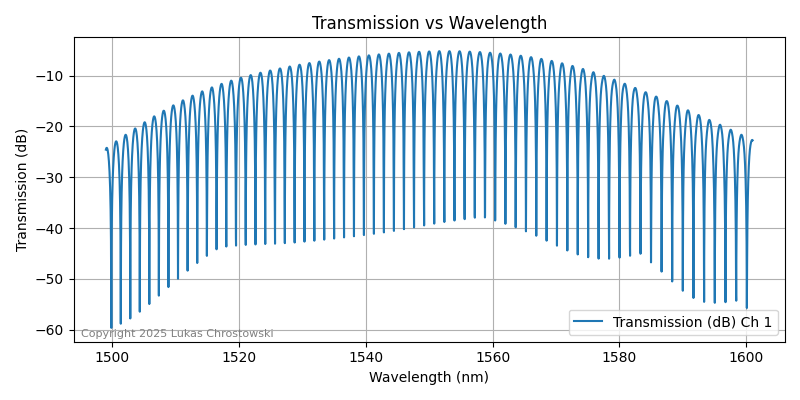 Transmission vs Wavelength
Transmission (dB)
−10
−20
−30
−40
−50
−60
Copyright 2025 Lukas Chrostowski
Transmission (dB) Ch 1
1500 1520 1540 1560 1580 1600
Wavelength (nm)